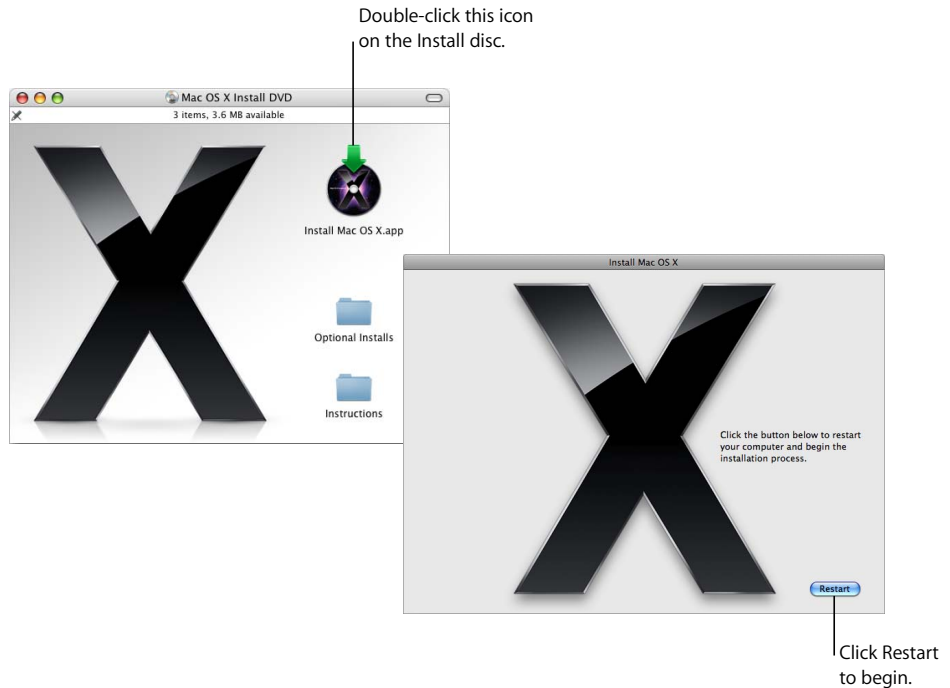 Double-click this icon
on the Install disc.
Mac OS X Install DVD
3 items, 3.6 MB available
Install Mac OS X.app
Optional Installs
Instructions
Install Mac OS X
Click the button below to restart
your computer and begin the
installation process.
Restart
Click Restart
to begin.